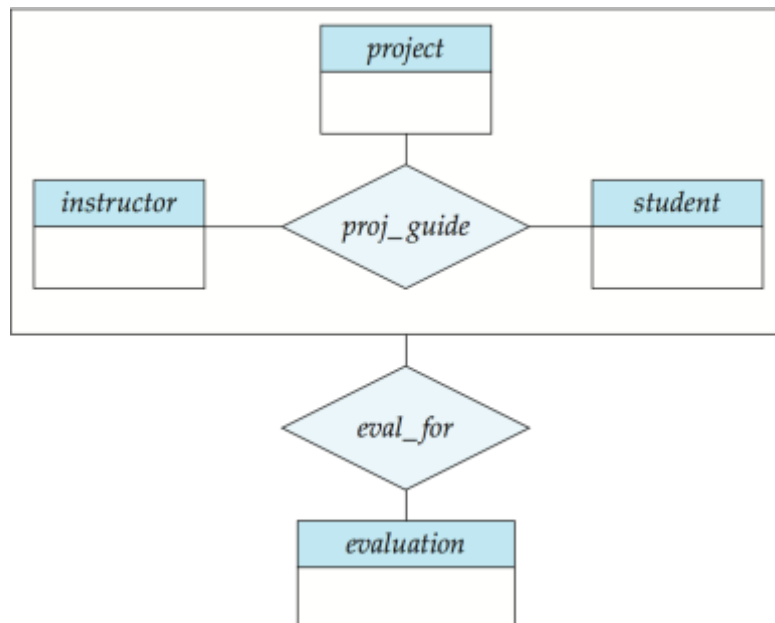 project
instructor
proj_guide
student
eval_for
evaluation